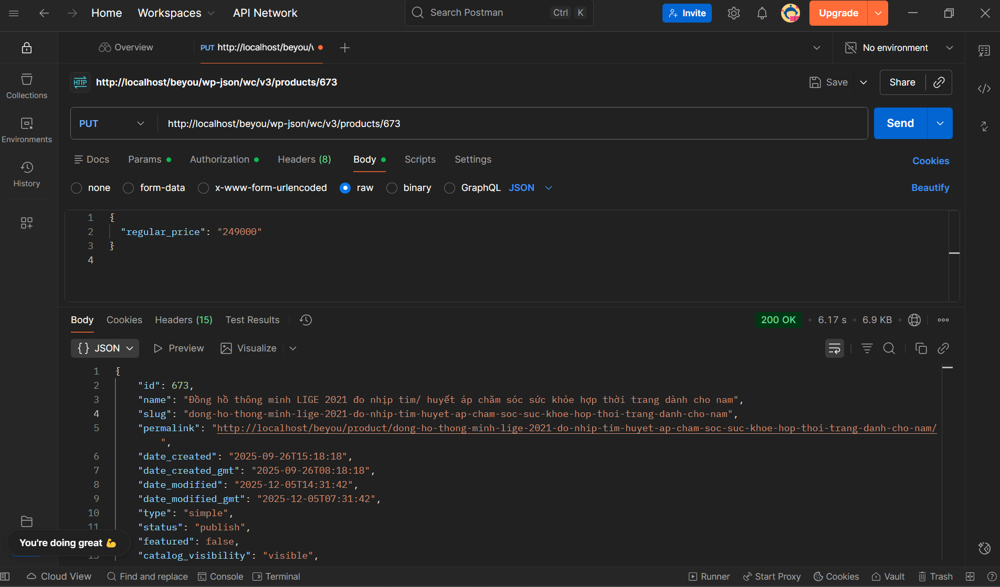 Home Workspaces API Network Search Postman Ctrl K Invite Upgrade
Overview PUT http://localhost/beyou/\ No environment
HTTP http://localhost/beyou/wp-json/wc/v3/products/673 Save Share
Collections
PUT http://localhost/beyou/wp-json/wc/v3/products/673 Send
Environments
Docs Params Authorization Headers (8) Body Scripts Settings Cookies
History
none form-data x-www-form-urlencoded raw binary GraphQL JSON Beautify
1 {
2 "regular_price": "249000"
3 }
4
Body Cookies Headers (15) Test Results 200 OK • 6.17 s • 6.9 KB •
{} JSON Preview Visualize
1 {
2 "id": 673,
3 "name": "Đồng hồ thông minh LIGE 2021 đo nhịp tim/ huyết áp chăm sóc sức khỏe hợp thời trang dành cho nam",
4 "slug": "dong-ho-thong-minh-lige-2021-do-nhip-tim-huyet-ap-cham-soc-suc-khoe-hop-thoi-trang-danh-cho-nam",
5 "permalink": "http://localhost/beyou/product/dong-ho-thong-minh-lige-2021-do-nhip-tim-huyet-ap-cham-soc-suc-khoe-hop-thoi-trang-danh-cho-nam/
",
6 "date_created": "2025-09-26T15:18:18",
7 "date_created_gmt": "2025-09-26T08:18:18",
8 "date_modified": "2025-12-05T14:31:42",
9 "date_modified_gmt": "2025-12-05T07:31:42",
10 "type": "simple",
11 "status": "publish",
"featured": false,
13 "catalog_visibility": "visible",
You're doing great 💪
Cloud View Find and replace Console Terminal Runner Start Proxy Cookies Vault Trash